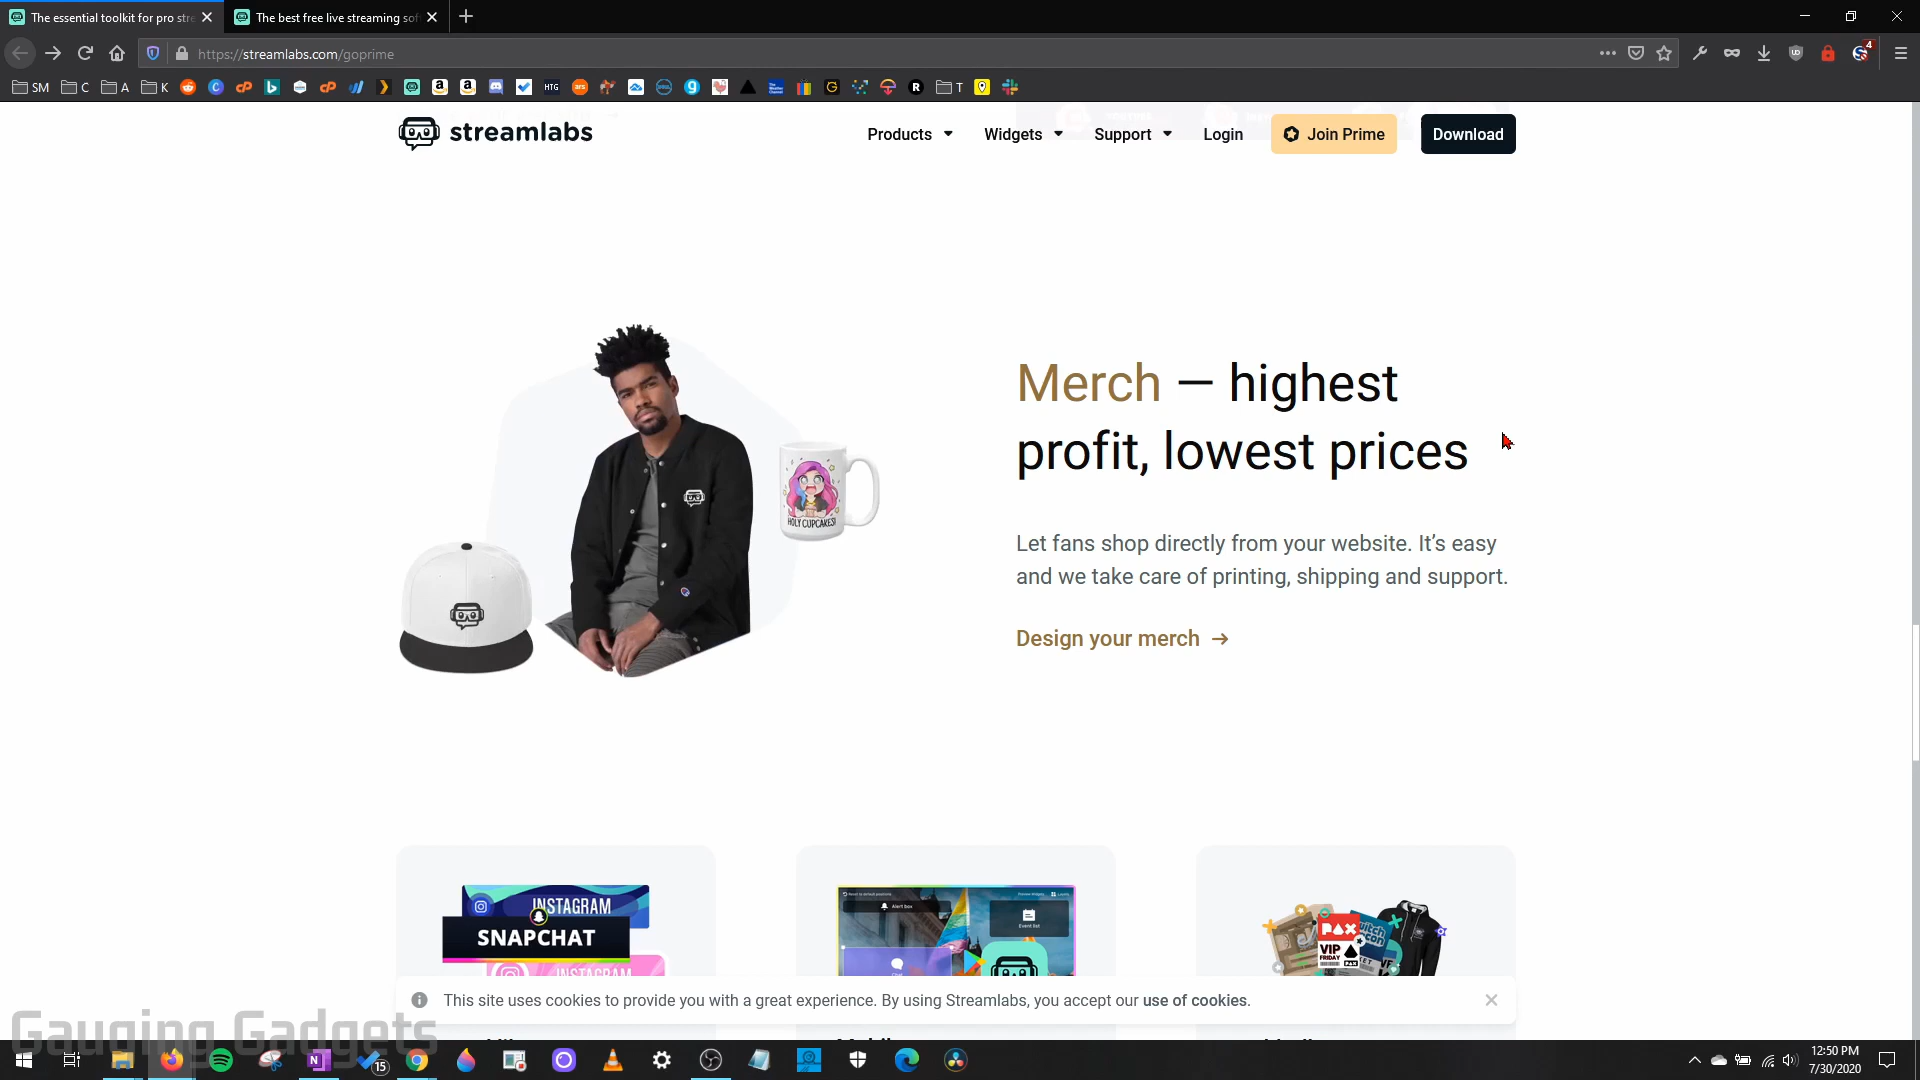 The essential toolkit for pro stre
The best free live streaming sof
https://streamlabs.com/goprime
4
SM
C
A
K
HTG
T
streamlabs
Products
Widgets
Support
Login
Join Prime
Download
Merch — highest
profit, lowest prices
HOLY CUPCAKES!
Let fans shop directly from your website. It's easy
and we take care of printing, shipping and support.
Design your merch →
INSTAGRAM
SNAPCHAT
INSTAGRAM
Alert box
Event list
PAX
VIP
FRIDAY
This site uses cookies to provide you with a great experience. By using Streamlabs, you accept our use of cookies.
Gauging Gadgets
15
12:50 PM
7/30/2020